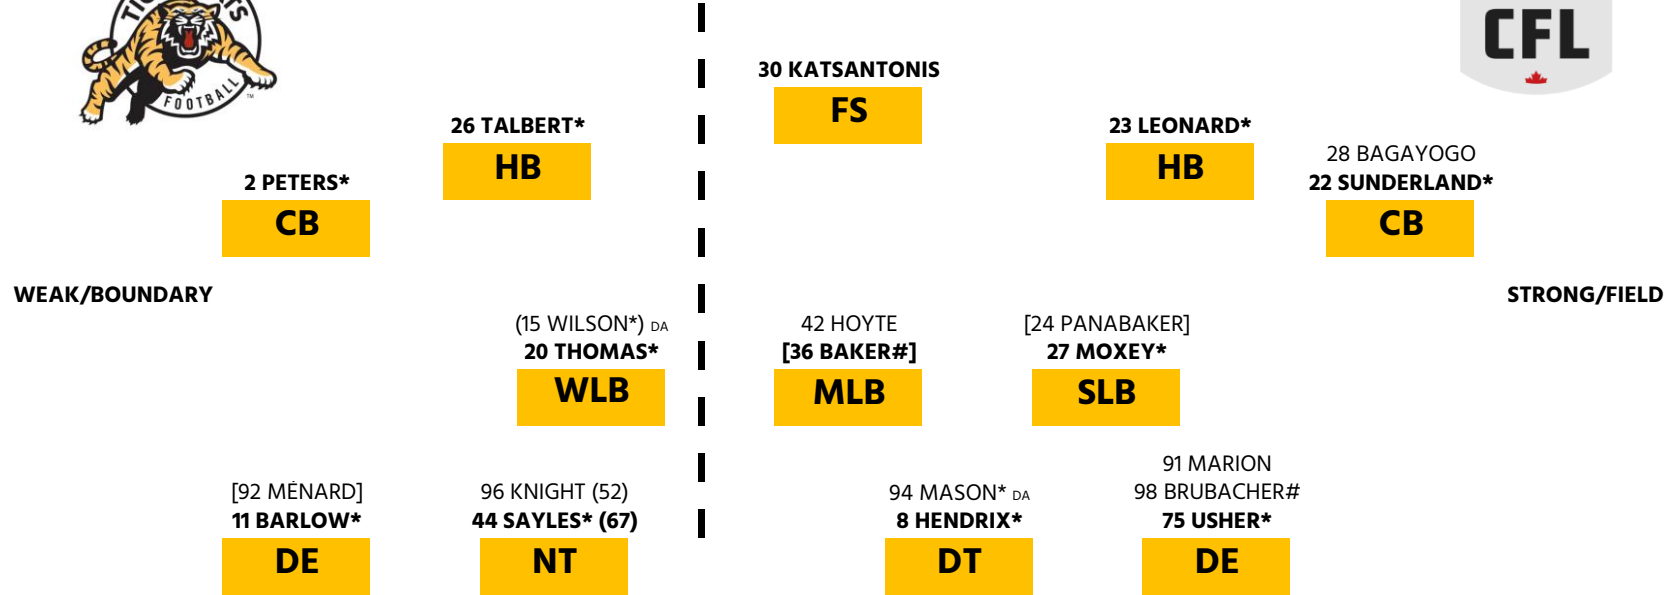 FOOTBALL
TM
CFL
30 KATSANTONIS
FS
26 TALBERT*
HB
23 LEONARD*
HB
28 BAGAYOGO
22 SUNDERLAND*
CB
2 PETERS*
CB
WEAK/BOUNDARY
STRONG/FIELD
(15 WILSON*) DA
20 THOMAS*
WLB
42 HOYTE
[36 BAKER#]
MLB
[24 PANABAKER]
27 MOXEY*
SLB
[92 MÉNARD]
11 BARLOW*
DE
96 KNIGHT (52)
44 SAYLES* (67)
NT
94 MASON* DA
8 HENDRIX*
DT
91 MARION
98 BRUBACHER#
75 USHER*
DE